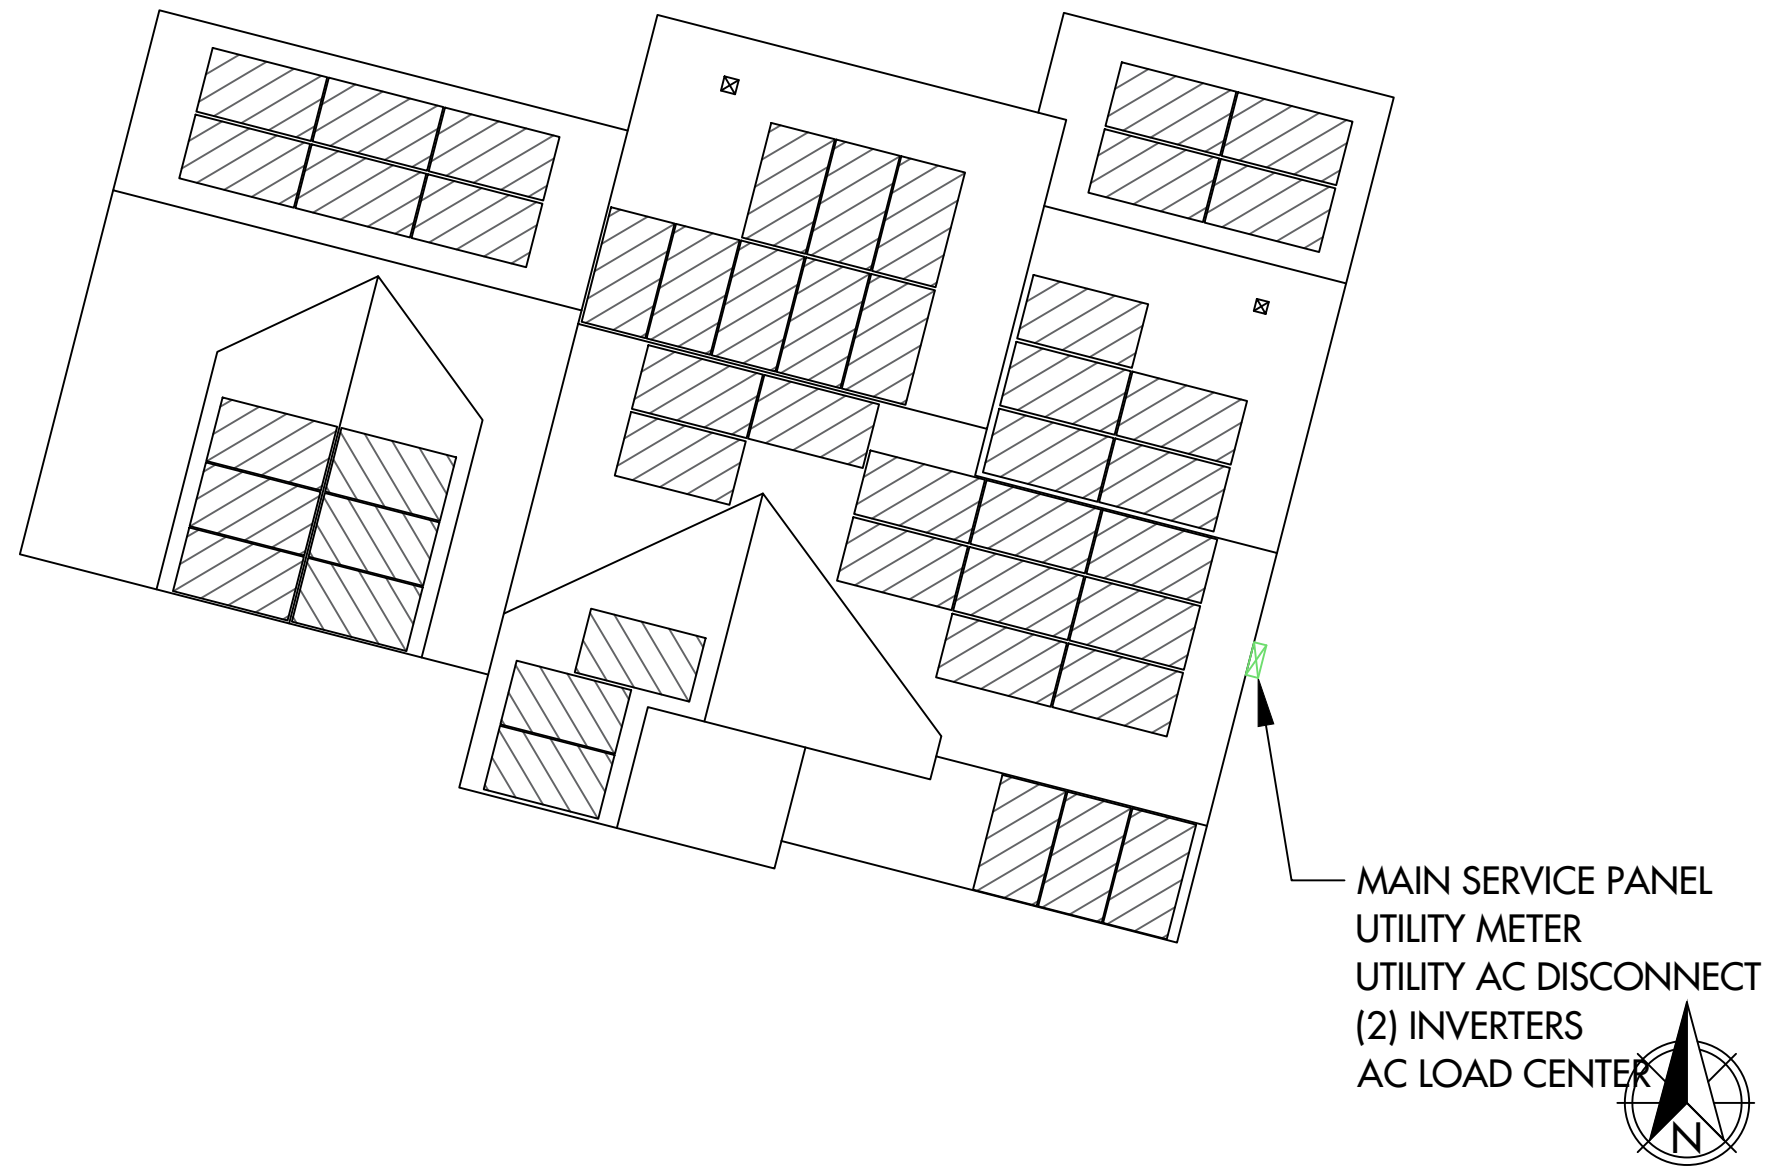 MAIN SERVICE PANEL
UTILITY METER
UTILITY AC DISCONNECT
(2) INVERTERS
AC LOAD CENTER
N